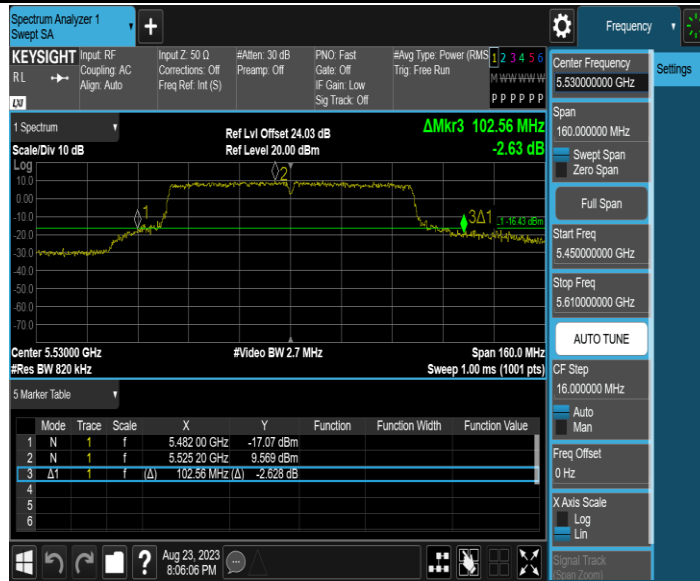 Spectrum Analyzer 1
Swept SA
+
Frequency
KEYSIGHT
RL
LXI
Input: RF
Coupling: AC
Align: Auto
Input Z: 50 Ω
Corrections: Off
Freq Ref: Int (S)
#Atten: 30 dB
Preamp: Off
PNO: Fast
Gate: Off
IF Gain: Low
Sig Track: Off
#Avg Type: Power (RMS
Trig: Free Run
1 2 3 4 5 6
M W W W W W
P P P P P P
1 Spectrum
Scale/Div 10 dB
Ref Lvl Offset 24.03 dB
Ref Level 20.00 dBm
ΔMkr3 102.56 MHz
-2.63 dB
Log
10.0
0.00
-10.0
-20.0
-30.0
-40.0
-50.0
-60.0
-70.0
1
2
3Δ1
-16.43 dBm
Center 5.53000 GHz
#Res BW 820 kHz
#Video BW 2.7 MHz
Span 160.0 MHz
Sweep 1.00 ms (1001 pts)
5 Marker Table
Mode Trace Scale X Y Function Function Width Function Value
1 N 1 f 5.482 00 GHz -17.07 dBm
2 N 1 f 5.525 20 GHz 9.569 dBm
3 Δ1 1 f (Δ) 102.56 MHz (Δ) -2.628 dB
4
5
6
?
Aug 23, 2023
8:06:06 PM
Center Frequency
5.530000000 GHz
Settings
Span
160.000000 MHz
Swept Span
Zero Span
Full Span
Start Freq
5.450000000 GHz
Stop Freq
5.610000000 GHz
AUTO TUNE
CF Step
16.000000 MHz
Auto
Man
Freq Offset
0 Hz
X Axis Scale
Log
Lin
Signal Track
(Span Zoom)